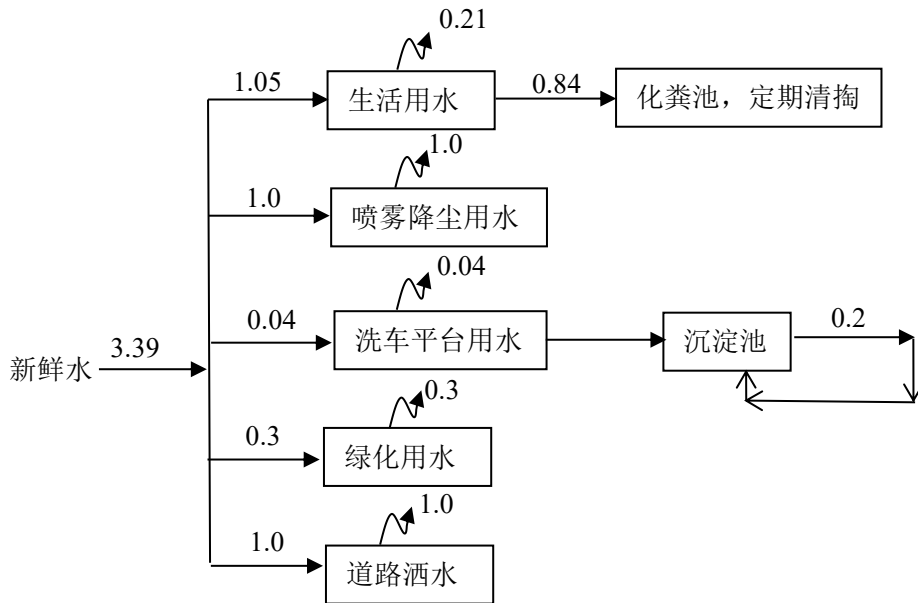 0.21
1.05
生活用水
0.84
化粪池，定期清掏
1.0
1.0
喷雾降尘用水
0.04
0.04
洗车平台用水
沉淀池
0.2
新鲜水
3.39
0.3
0.3
绿化用水
1.0
1.0
道路洒水